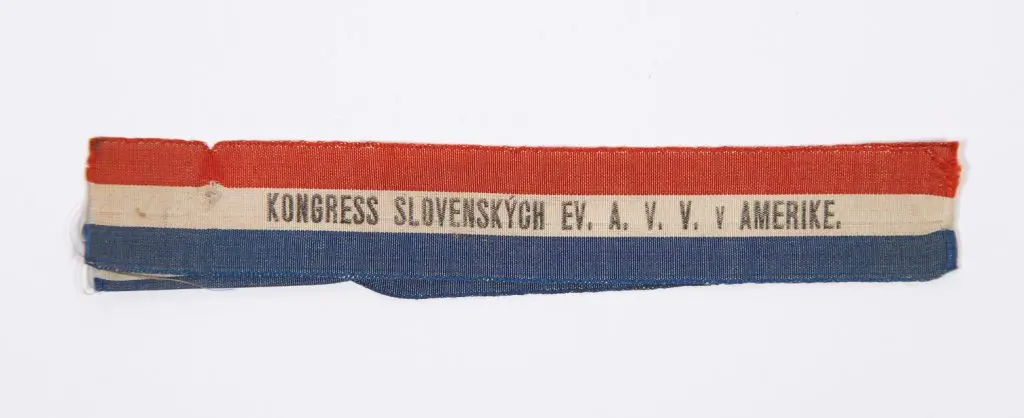 KONGRESS SLOVENSKÝCH EV. A. V. V. v AMERIKE.